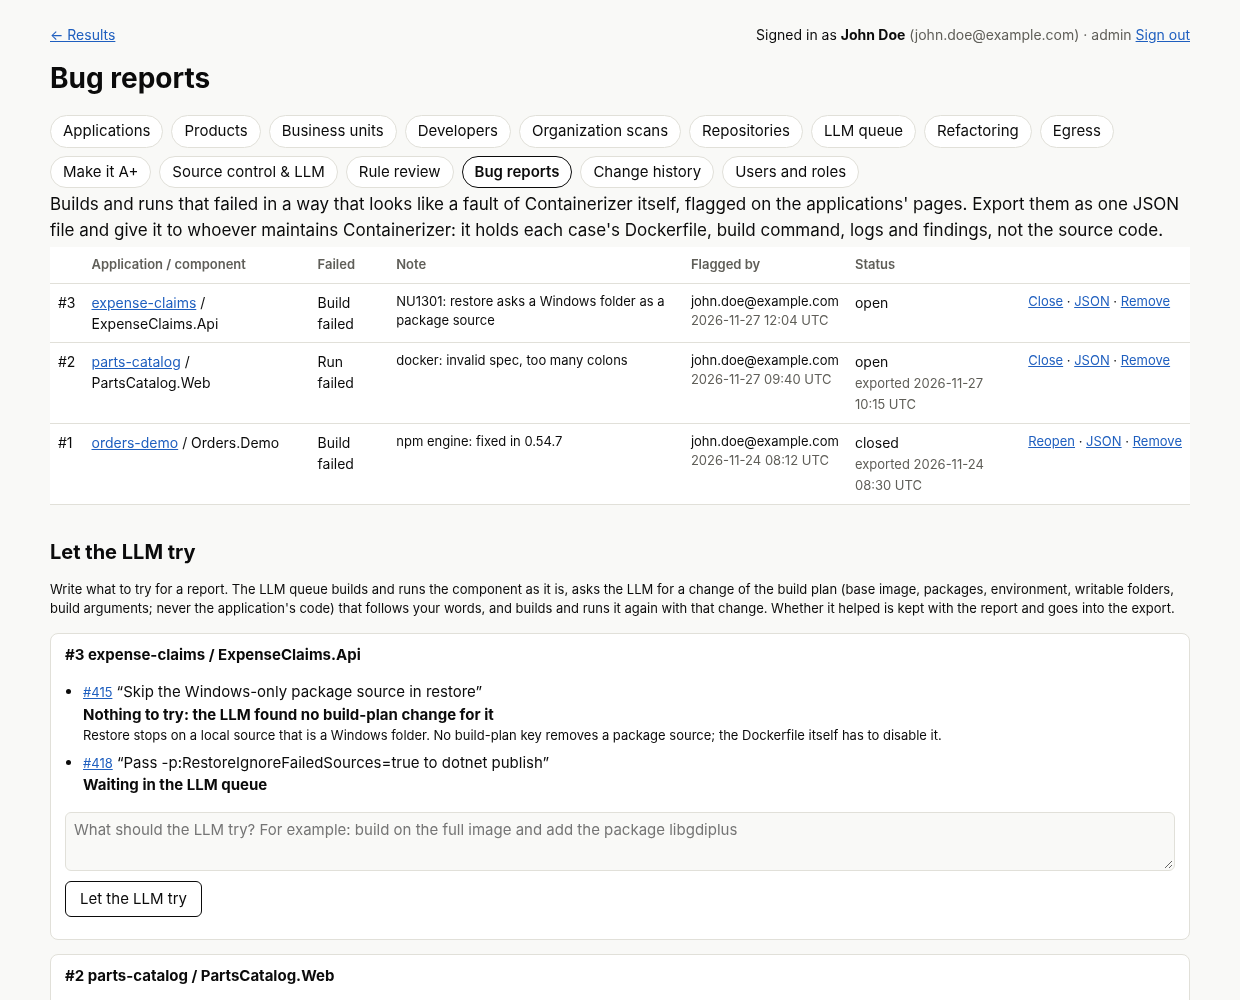 ← Results
Signed in as John Doe (john.doe@example.com) · admin Sign out
Bug reports
Applications
Products
Business units
Developers
Organization scans
Repositories
LLM queue
Refactoring
Egress
Make it A+
Source control & LLM
Rule review
Bug reports
Change history
Users and roles
Builds and runs that failed in a way that looks like a fault of Containerizer itself, flagged on the applications' pages. Export them as one JSON
file and give it to whoever maintains Containerizer: it holds each case's Dockerfile, build command, logs and findings, not the source code.
Application / component Failed Note Flagged by Status
#3 expense-claims / Build NU1301: restore asks a Windows folder as a john.doe@example.com open Close · JSON · Remove
ExpenseClaims.Api failed package source 2026-11-27 12:04 UTC
#2 parts-catalog / Run docker: invalid spec, too many colons john.doe@example.com open Close · JSON · Remove
PartsCatalog.Web failed 2026-11-27 09:40 UTC exported 2026-11-27
10:15 UTC
#1 orders-demo / Orders.Demo Build npm engine: fixed in 0.54.7 john.doe@example.com closed Reopen · JSON · Remove
failed 2026-11-24 08:12 UTC exported 2026-11-24
08:30 UTC
Let the LLM try
Write what to try for a report. The LLM queue builds and runs the component as it is, asks the LLM for a change of the build plan (base image, packages, environment, writable folders,
build arguments; never the application's code) that follows your words, and builds and runs it again with that change. Whether it helped is kept with the report and goes into the export.
#3 expense-claims / ExpenseClaims.Api
• #415 “Skip the Windows-only package source in restore”
Nothing to try: the LLM found no build-plan change for it
Restore stops on a local source that is a Windows folder. No build-plan key removes a package source; the Dockerfile itself has to disable it.
• #418 “Pass -p:RestoreIgnoreFailedSources=true to dotnet publish”
Waiting in the LLM queue
What should the LLM try? For example: build on the full image and add the package libgdiplus
Let the LLM try
#2 parts-catalog / PartsCatalog.Web